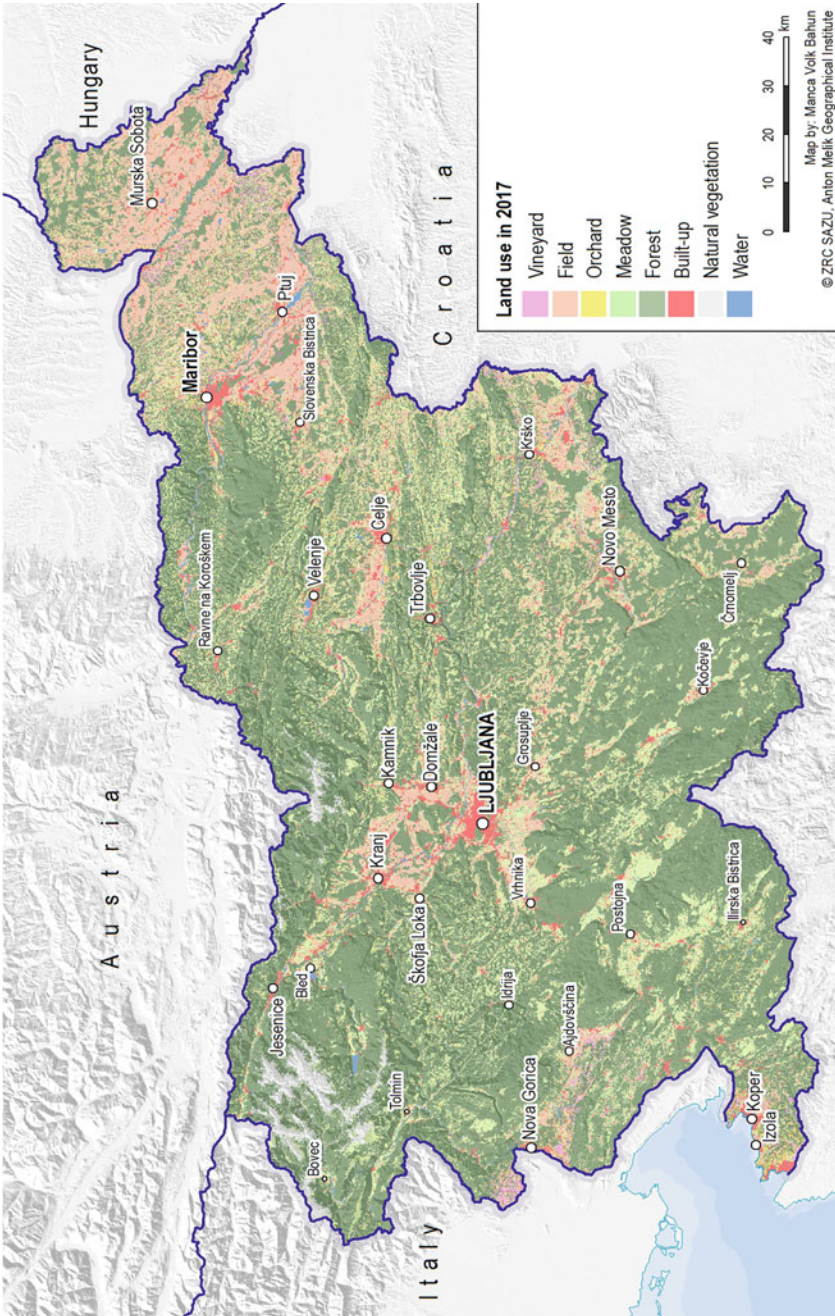 Hungary
Murska Sobota
Austria
Maribor
Ptuj
Slovenska Bistrica
Ravne na Koroškem
Velenje
Celje
Croatia
Jesenice
Bled
Kranj
Kamnik
Škofja Loka
Domžale
Trbovlje
Bovec
Tolmin
Idrija
LJUBLJANA
Vrhnika
Grosuplje
Krško
Italy
Nova Gorica
Ajdovščina
Postojna
Novo Mesto
Kočevje
Črnomelj
Ilirska Bistrica
Koper
Izola
Land use in 2017
Vineyard
Field
Orchard
Meadow
Forest
Built-up
Natural vegetation
Water
0 10 20 30 40
km
Map by: Manca Volk Bahun
© ZRC SAZU, Anton Melik Geographical Institute